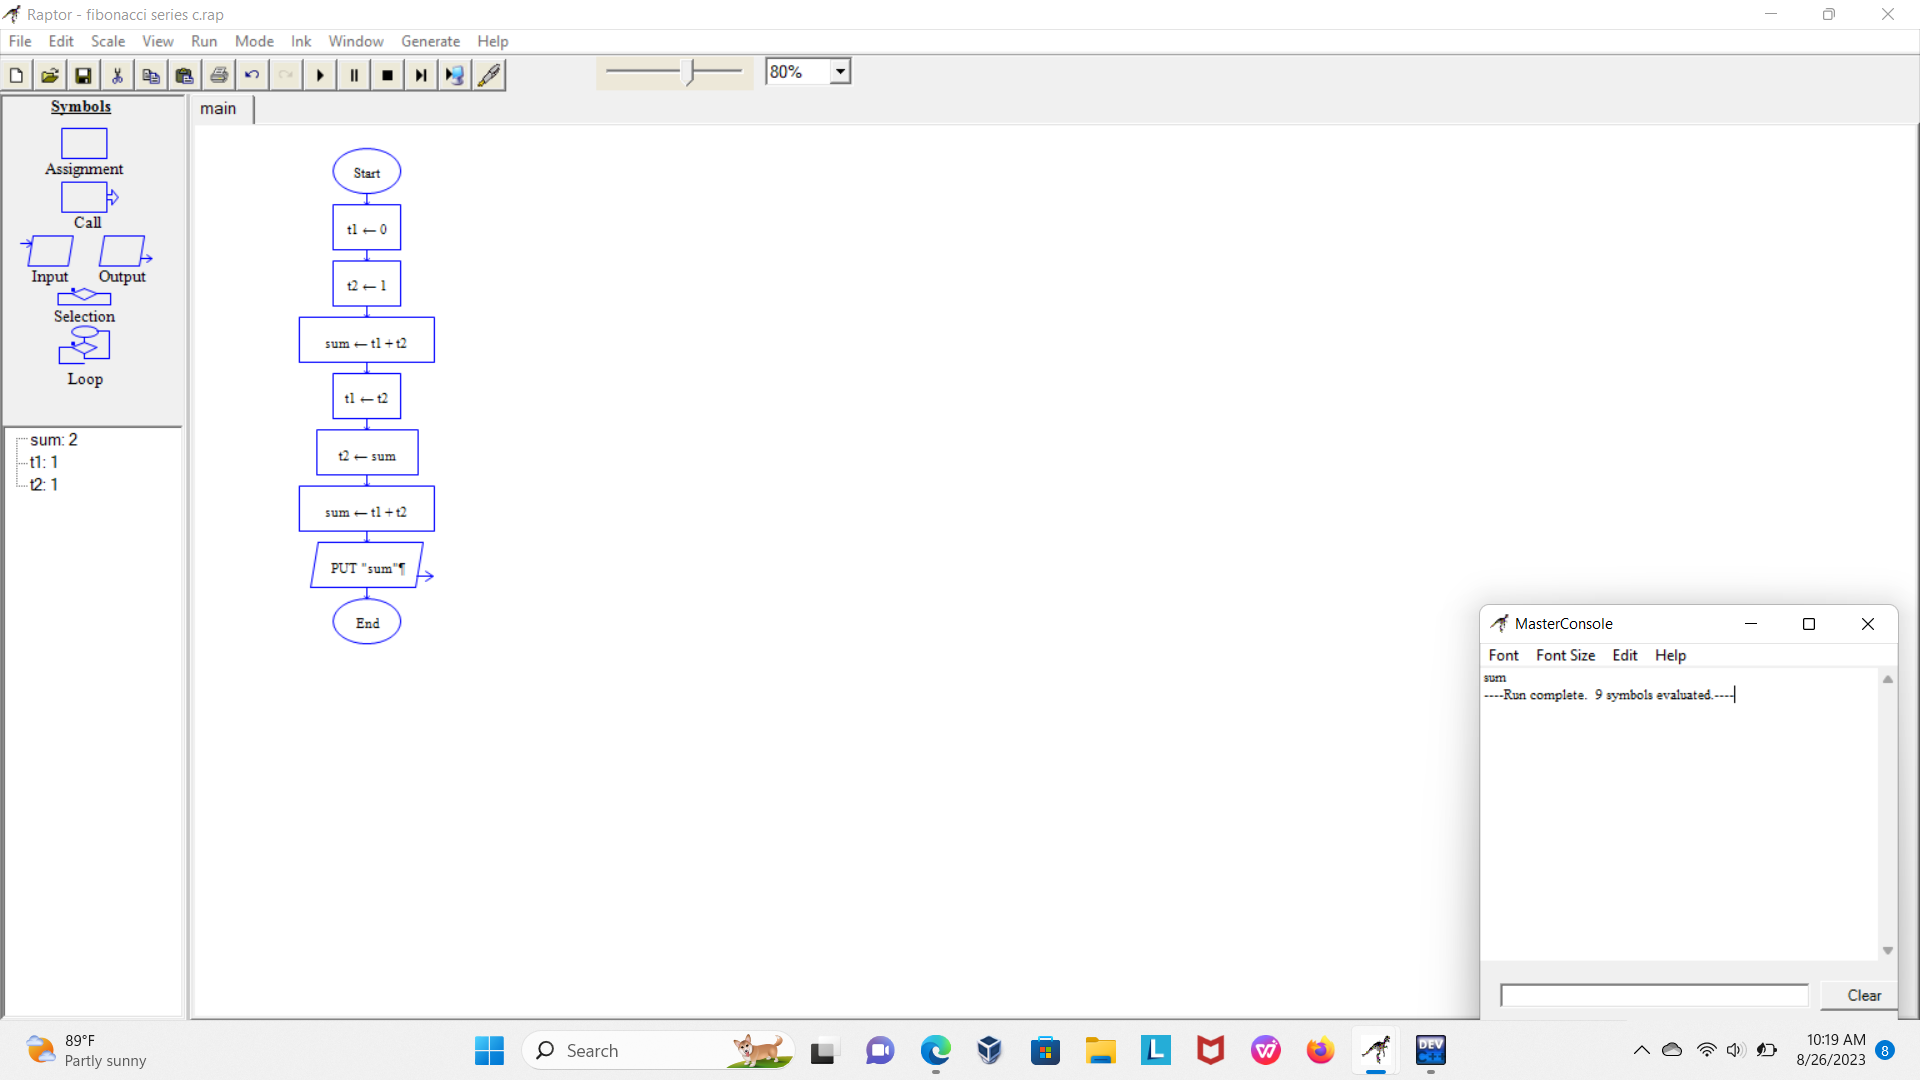 Raptor - fibonacci series c.rap
File Edit Scale View Run Mode Ink Window Generate Help
80%
Symbols
Assignment
Call
Input Output
Selection
Loop
sum: 2
t1: 1
t2: 1
main
Start
t1 ← 0
t2 ← 1
sum ← t1 + t2
t1 ← t2
t2 ← sum
sum ← t1 + t2
PUT "sum"¶
End
MasterConsole
Font Font Size Edit Help
sum
----Run complete.  9 symbols evaluated.----
Clear
89°F
Partly sunny
Search
L
DEV
C++
10:19 AM
8/26/2023
8